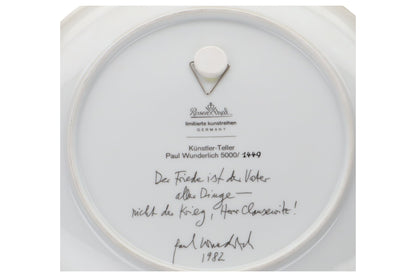 Rosenthal
limitierte kunstreihen
GERMANY
Künstler-Teller
Paul Wunderlich 5000/ 1449
Der Friede ist der Vater
aller Dinge –
nicht der Krieg, Herr Clausewitz!
Paul Wunderlich
1982